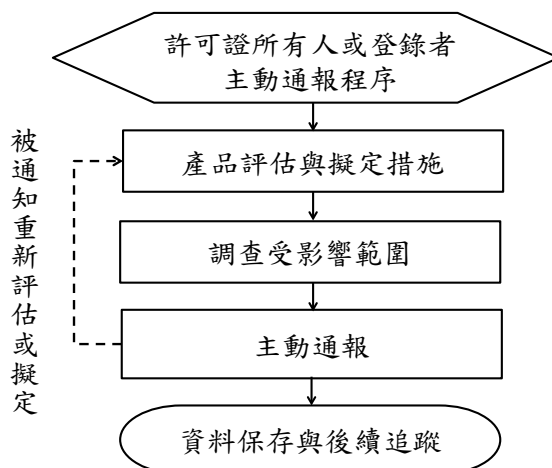 許可證所有人或登錄者
主動通報程序
產品評估與擬定措施
調查受影響範圍
主動通報
資料保存與後續追蹤
被通知重新評估或擬定